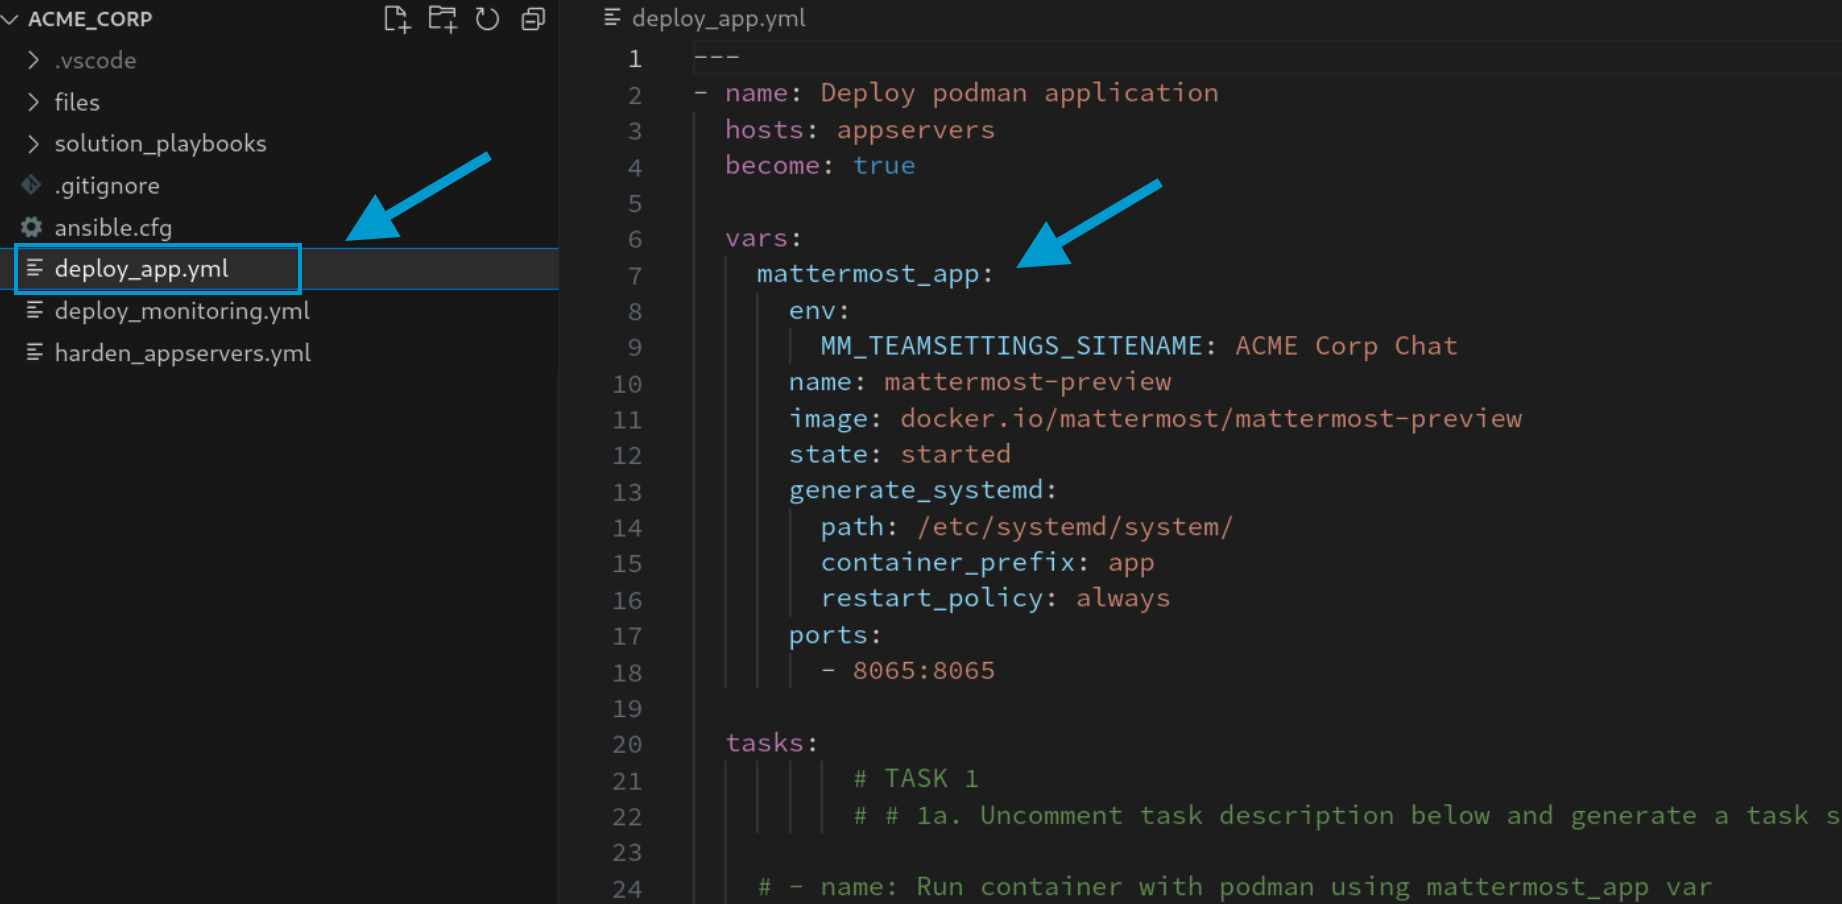 ACME_CORP
.vscode
files
solution_playbooks
.gitignore
ansible.cfg
deploy_app.yml
deploy_monitoring.yml
harden_appservers.yml
deploy_app.yml
1 ---
2 - name: Deploy podman application
3 hosts: appservers
4 become: true
5
6 vars:
7 mattermost_app:
8 env:
9 MM_TEAMSETTINGS_SITENAME: ACME Corp Chat
10 name: mattermost-preview
11 image: docker.io/mattermost/mattermost-preview
12 state: started
13 generate_systemd:
14 path: /etc/systemd/system/
15 container_prefix: app
16 restart_policy: always
17 ports:
18 - 8065:8065
19
20 tasks:
21 # TASK 1
22 # # 1a. Uncomment task description below and generate a task s
23
24 # - name: Run container with podman using mattermost_app var